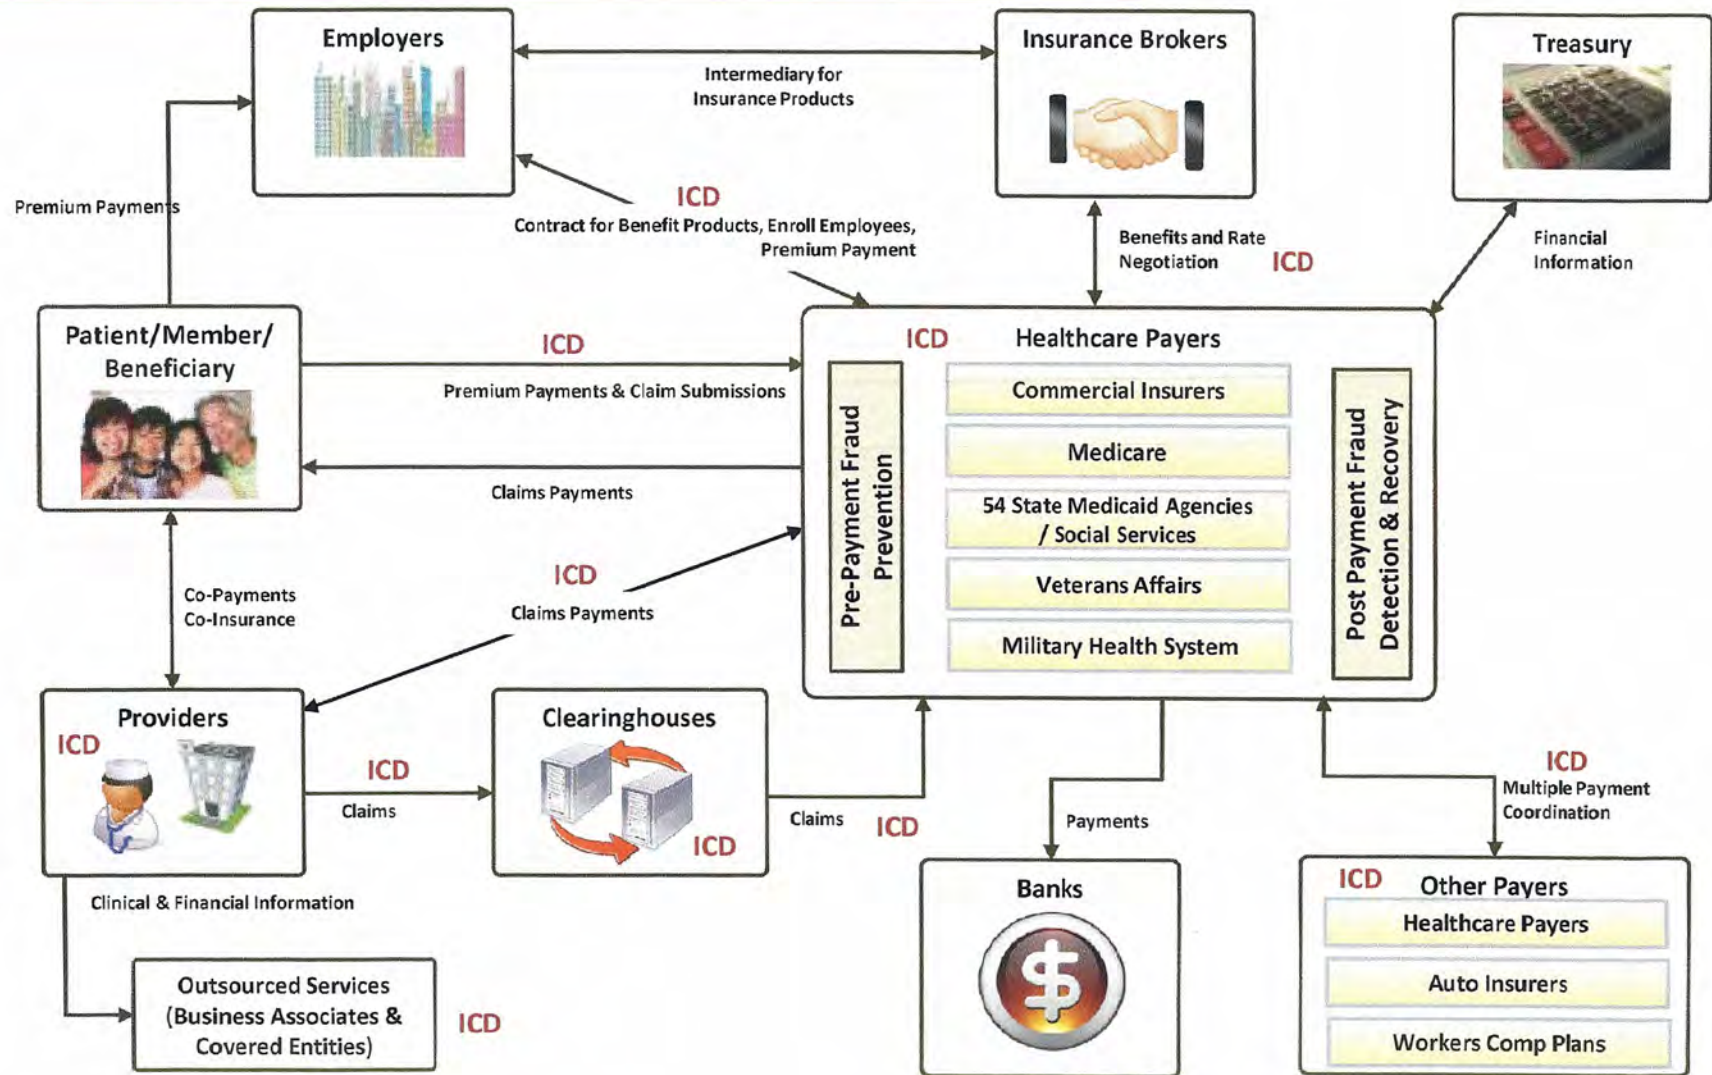 Employers
Insurance Brokers
Treasury
Intermediary for
Insurance Products
Premium Payments
ICD
Contract for Benefit Products, Enroll Employees,
Premium Payment
Benefits and Rate
Negotiation
ICD
Financial
Information
Patient/Member/
Beneficiary
ICD
Premium Payments & Claim Submissions
Claims Payments
ICD
Healthcare Payers
Pre-Payment Fraud
Prevention
Commercial Insurers
Medicare
54 State Medicaid Agencies
/ Social Services
Veterans Affairs
Military Health System
Post Payment Fraud
Detection & Recovery
Co-Payments
Co-Insurance
ICD
Claims Payments
Providers
ICD
ICD
Claims
Clearinghouses
ICD
Claims
ICD
Payments
ICD
Multiple Payment
Coordination
Clinical & Financial Information
Outsourced Services
(Business Associates &
Covered Entities)
ICD
Banks
$
ICD
Other Payers
Healthcare Payers
Auto Insurers
Workers Comp Plans